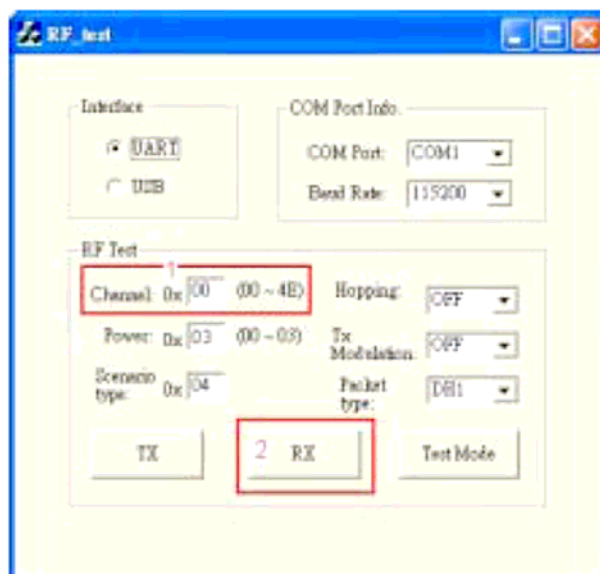 RF_test
Interface
UART
USB
COM Port Info.
COM Port: COM1
Baud Rate: 115200
RF Test
1
Channel: 0x 00 (00 ~ 4E) Hopping: OFF
Power: 0x 03 (00 ~ 03) Tx Modulation: OFF
Scenario type: 0x 04 Packet type: DH1
TX 2 RX Test Mode